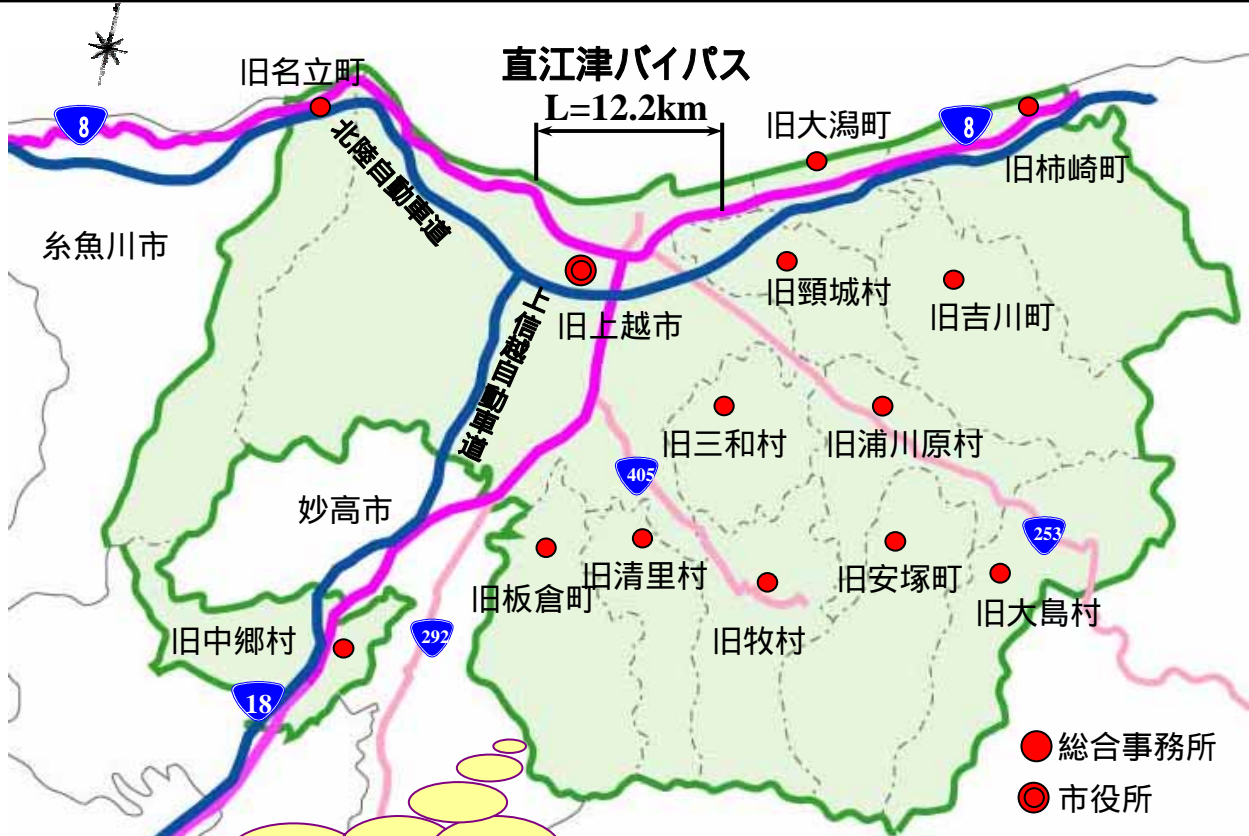 直江津バイパス
L=12.2km
旧名立町
8
旧大潟町
8
旧柿崎町
北陸自動車道
糸魚川市
旧頸城村
旧吉川町
旧上越市
上信越自動車道
旧三和村
旧浦川原村
405
妙高市
253
旧板倉町
旧清里村
旧安塚町
旧大島村
旧中郷村
292
旧牧村
18
総合事務所
市役所